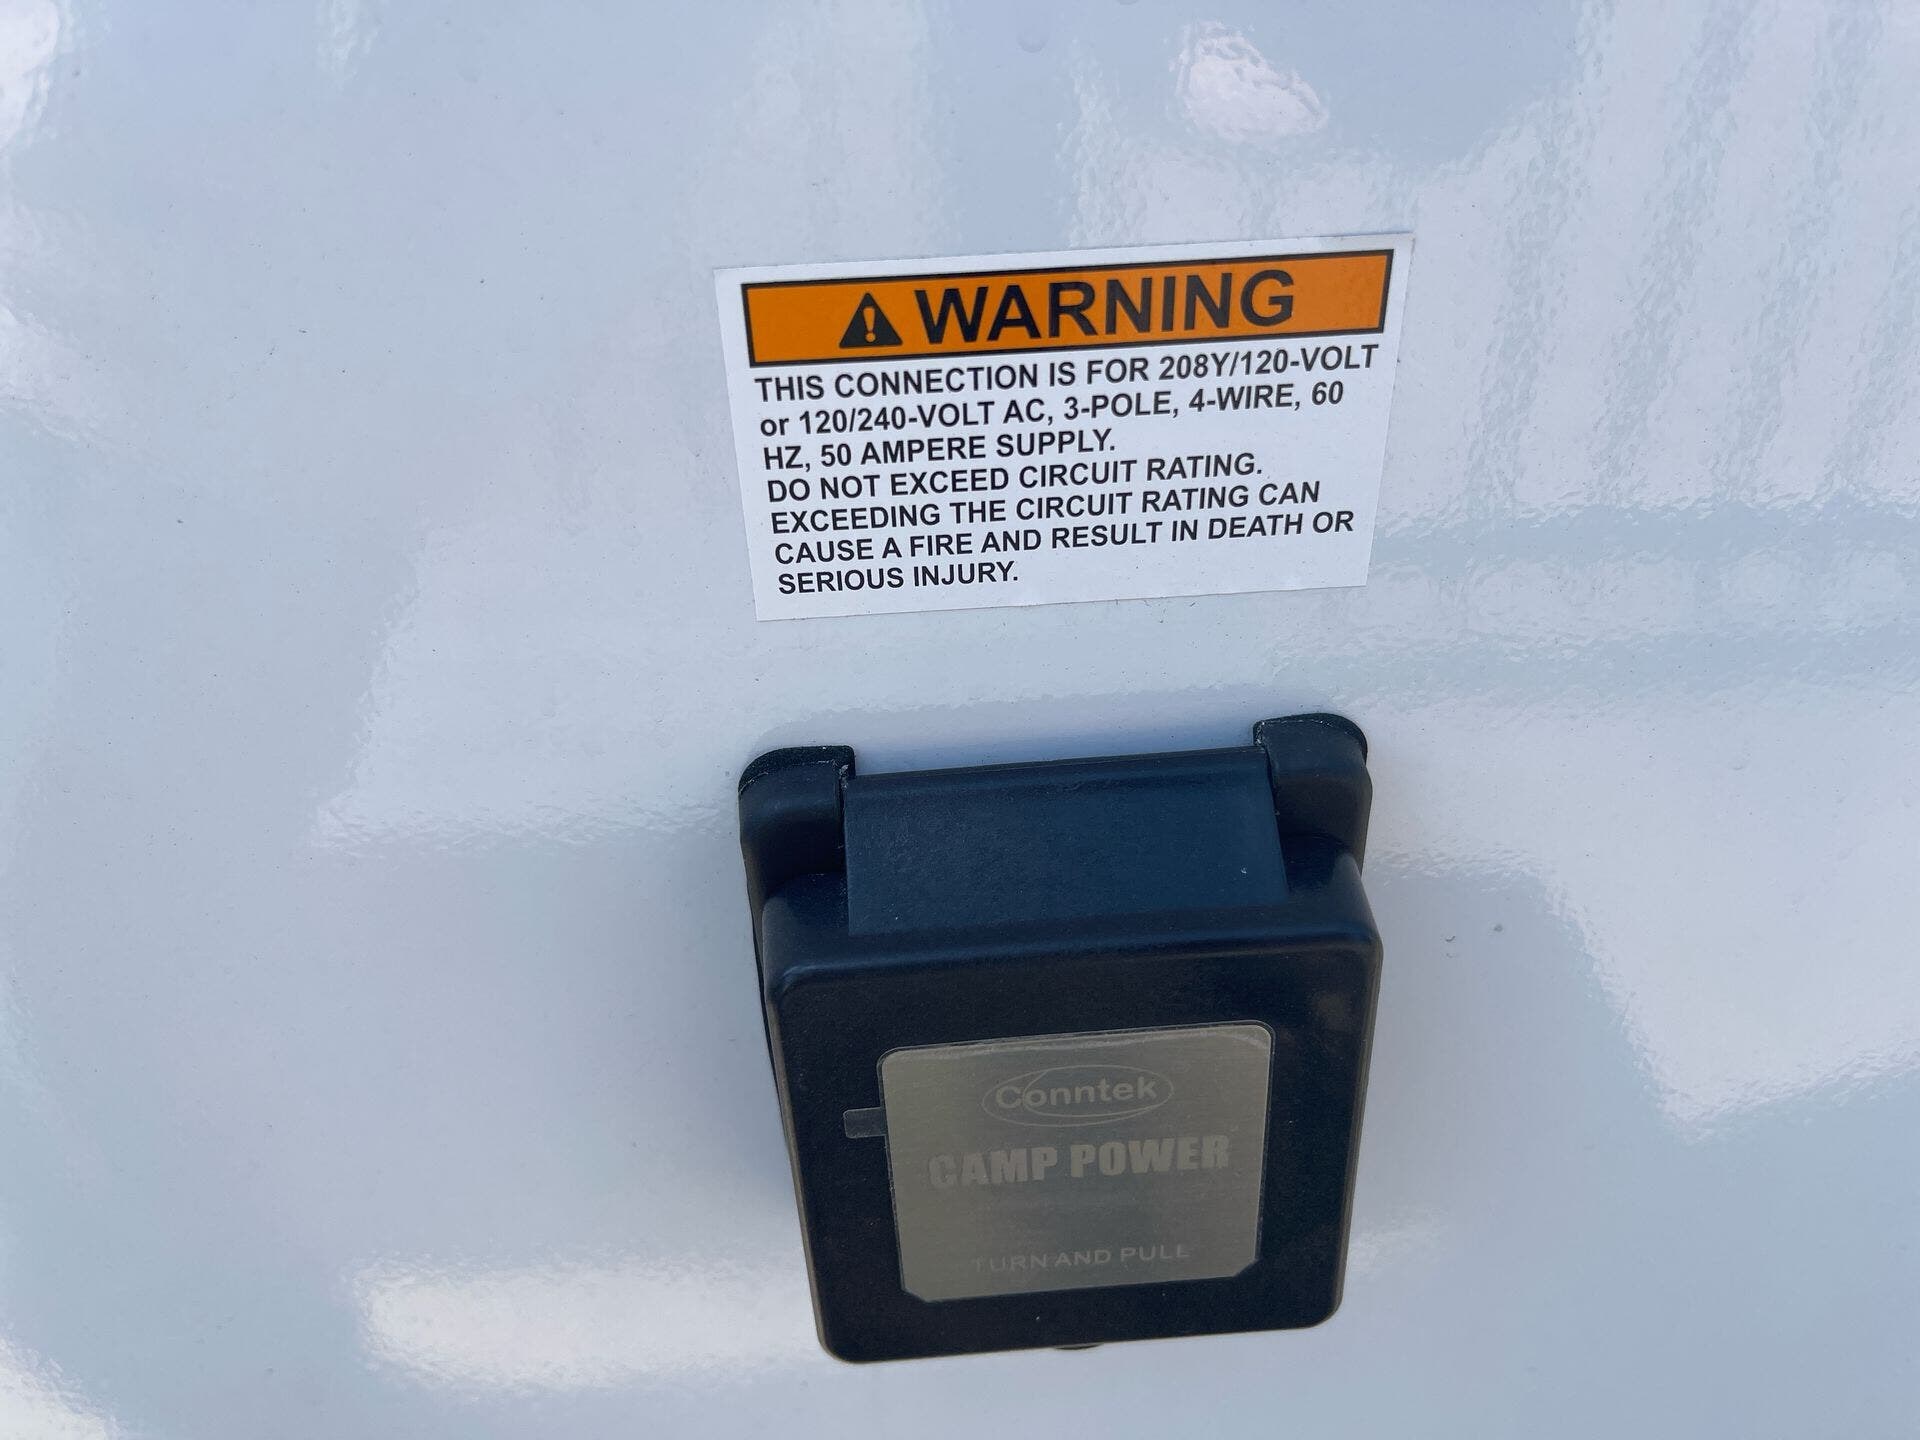 WARNING
THIS CONNECTION IS FOR 208Y/120-VOLT
or 120/240-VOLT AC, 3-POLE, 4-WIRE, 60
HZ, 50 AMPERE SUPPLY.
DO NOT EXCEED CIRCUIT RATING.
EXCEEDING THE CIRCUIT RATING CAN
CAUSE A FIRE AND RESULT IN DEATH OR
SERIOUS INJURY.
Conntek
CAMP POWER
TURN AND PULL